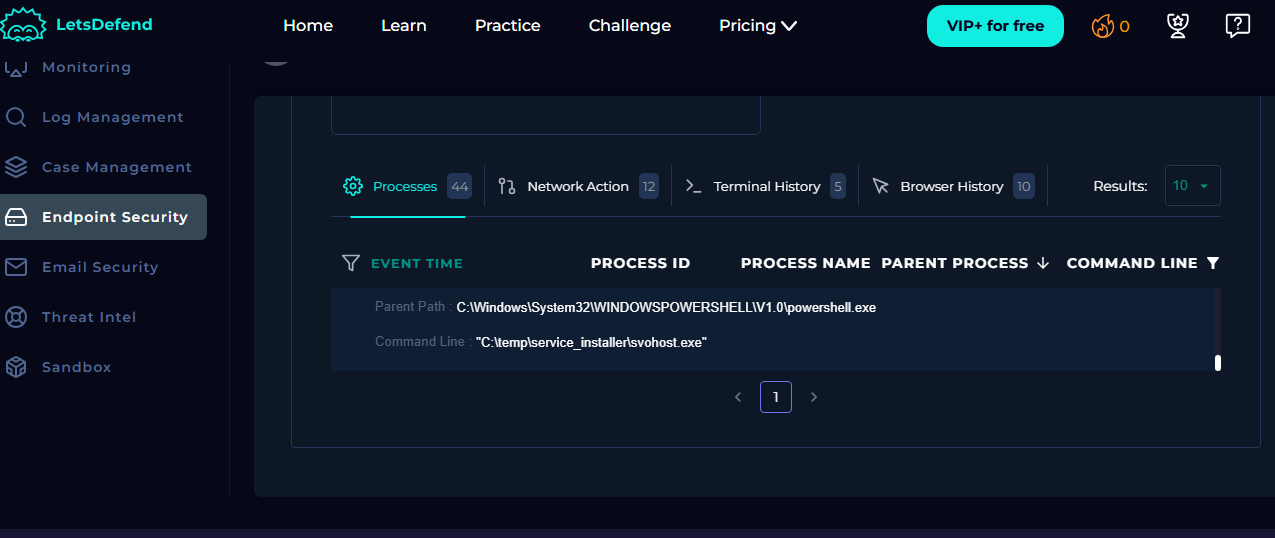 LetsDefend Home Learn Practice Challenge Pricing VIP+ for free 0
Monitoring
Log Management
Case Management
Endpoint Security
Email Security
Threat Intel
Sandbox
Processes 44 Network Action 12 Terminal History 5 Browser History 10 Results: 10
EVENT TIME PROCESS ID PROCESS NAME PARENT PROCESS COMMAND LINE
Parent Path : C:\Windows\System32\WINDOWSPOWERSHELL\V1.0\powershell.exe
Command Line : "C:\temp\service_installer\svohost.exe"
1